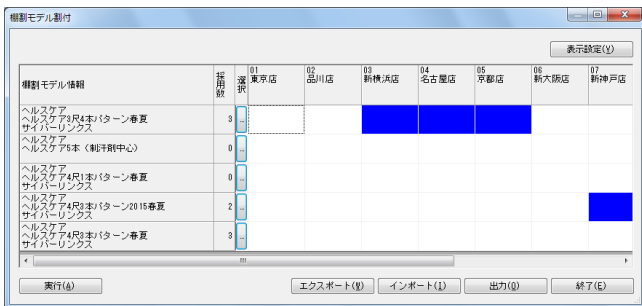 棚割モデル割付
表示設定(Y)
棚割モデル情報
採用数
選択
01
東京店
02
品川店
03
新横浜店
04
名古屋店
05
京都店
06
新大阪店
07
新神戸店
ヘルスケア
ヘルスケア3尺4本パターン春夏
サイバーリンクス
3
...
ヘルスケア
ヘルスケア5本（制汗剤中心）
0
...
ヘルスケア
ヘルスケア4尺1本パターン春夏
サイバーリンクス
0
...
ヘルスケア
ヘルスケア4尺3本パターン2015春夏
サイバーリンクス
2
...
ヘルスケア
ヘルスケア4尺3本パターン春夏
サイバーリンクス
3
...
実行(A)
エクスポート(W)
インポート(I)
出力(O)
終了(E)